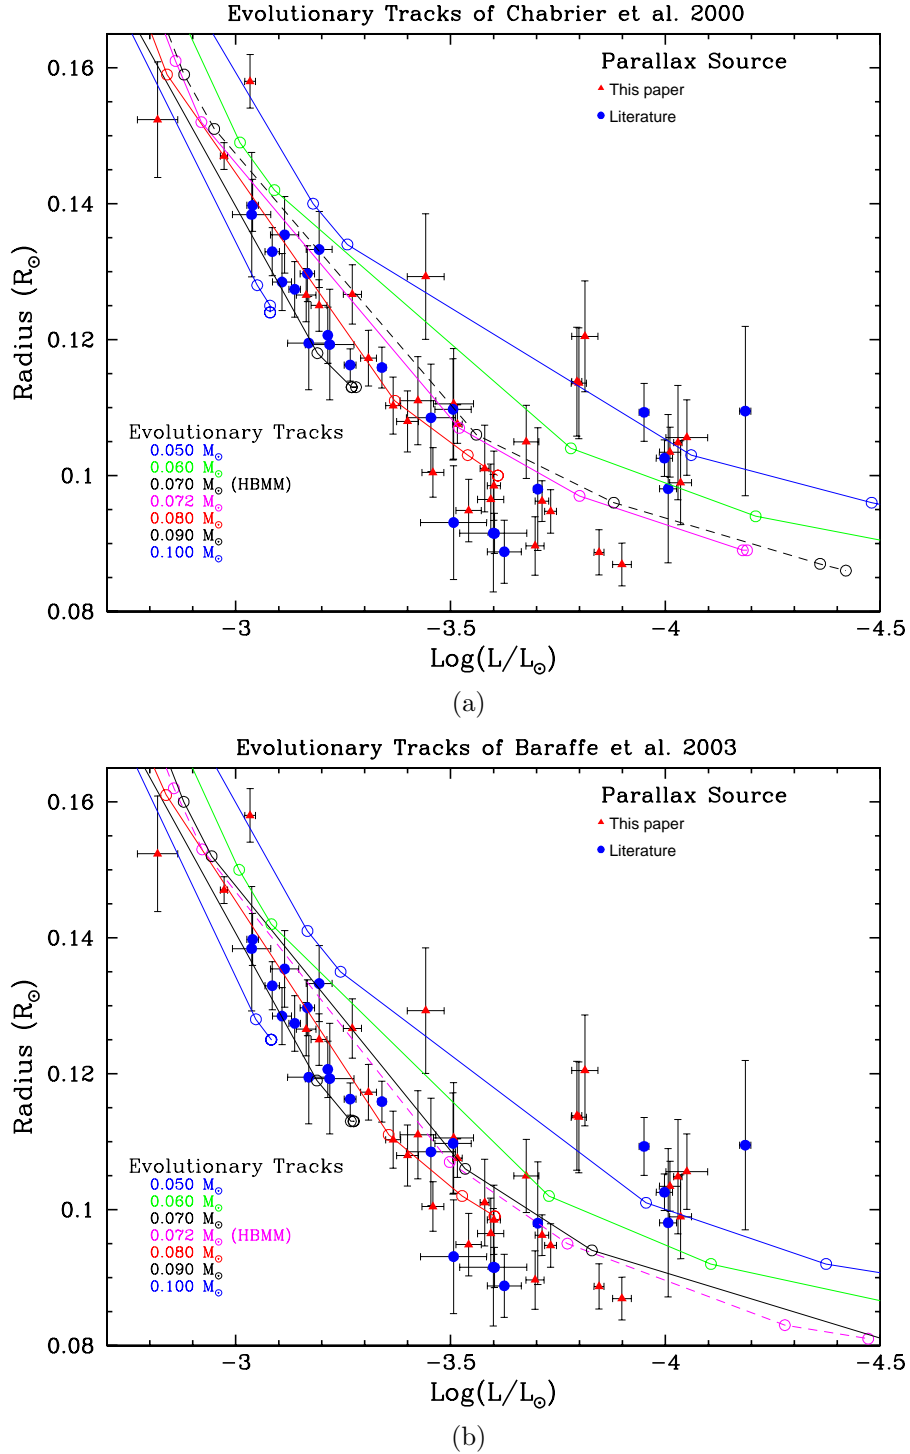 Evolutionary Tracks of Chabrier et al. 2000
0.16
0.14
0.12
0.1
0.08
Radius (R⊙)
Parallax Source
This paper
Literature
Evolutionary Tracks
0.050 M⊙
0.060 M⊙
0.070 M⊙ (HBMM)
0.072 M⊙
0.080 M⊙
0.090 M⊙
0.100 M⊙
−3 −3.5 −4 −4.5
Log(L/L⊙)
(a)
Evolutionary Tracks of Baraffe et al. 2003
0.16
0.14
0.12
0.1
0.08
Radius (R⊙)
Parallax Source
This paper
Literature
Evolutionary Tracks
0.050 M⊙
0.060 M⊙
0.070 M⊙
0.072 M⊙ (HBMM)
0.080 M⊙
0.090 M⊙
0.100 M⊙
−3 −3.5 −4 −4.5
Log(L/L⊙)
(b)